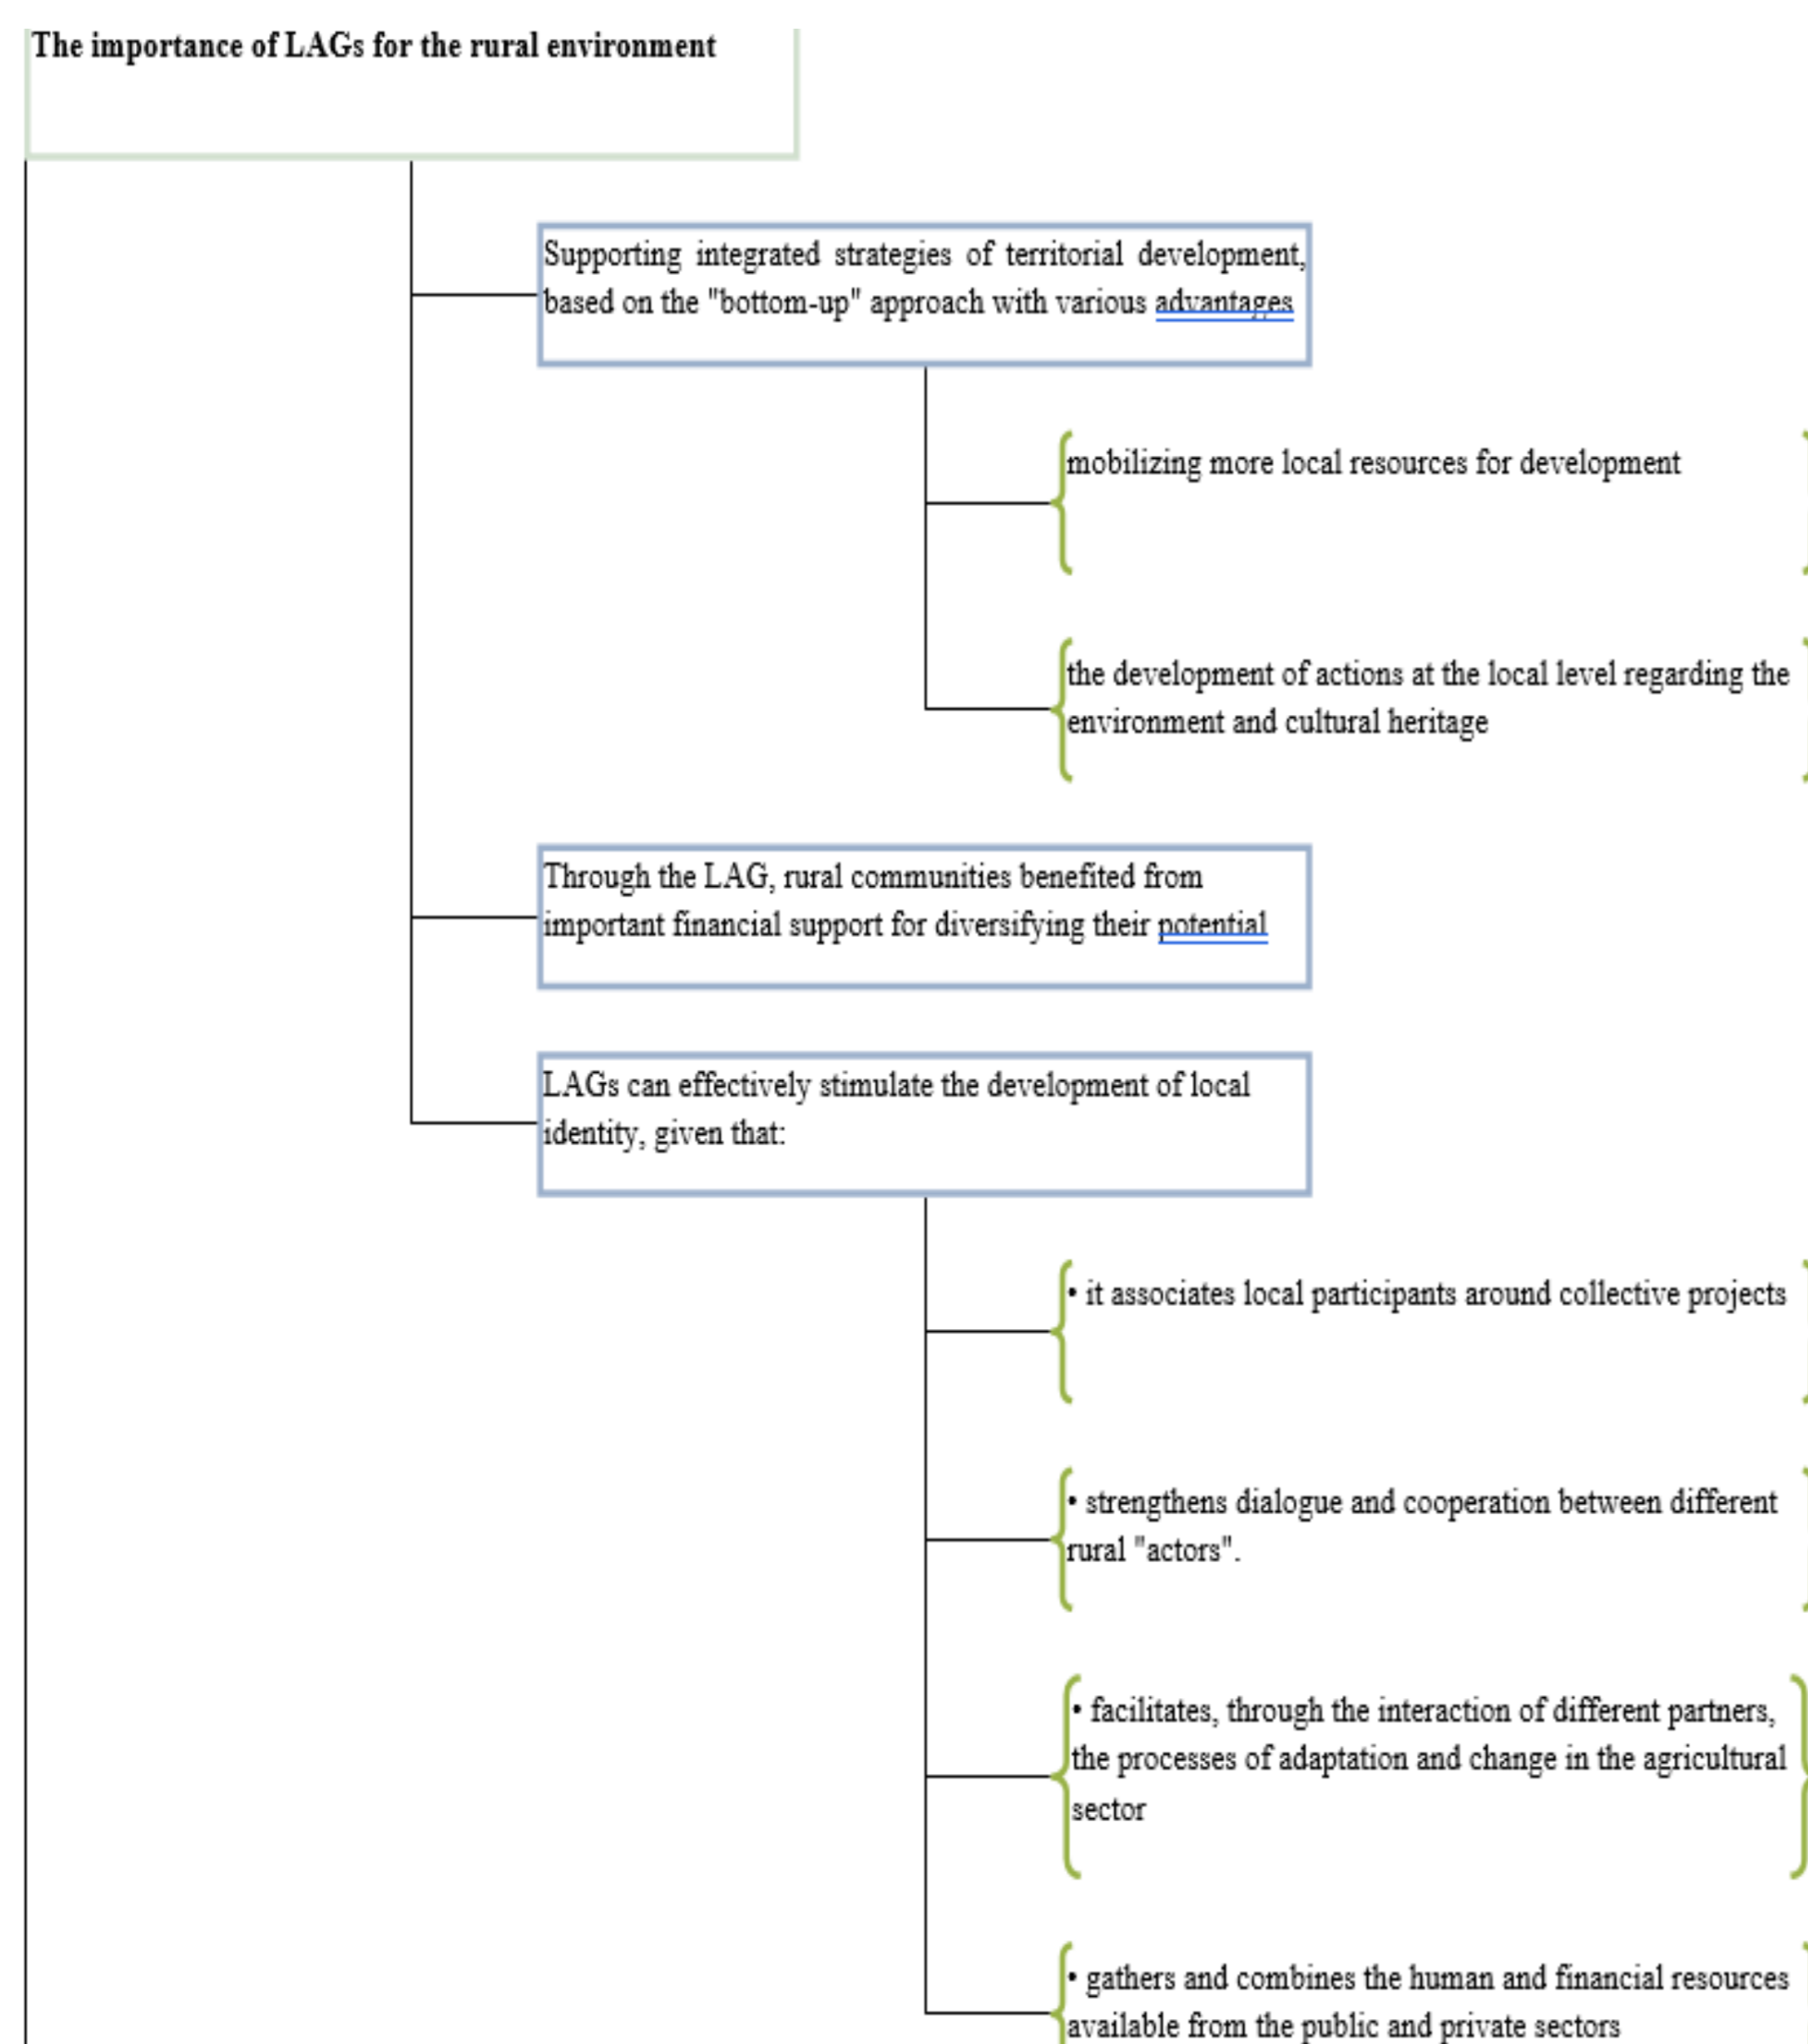 The importance of LAGs for the rural environment
Supporting integrated strategies of territorial development,
based on the "bottom-up" approach with various advantages
mobilizing more local resources for development
the development of actions at the local level regarding the
environment and cultural heritage
Through the LAG, rural communities benefited from
important financial support for diversifying their potential
LAGs can effectively stimulate the development of local
identity, given that:
• it associates local participants around collective projects
• strengthens dialogue and cooperation between different
rural "actors".
• facilitates, through the interaction of different partners,
the processes of adaptation and change in the agricultural
sector
• gathers and combines the human and financial resources
available from the public and private sectors